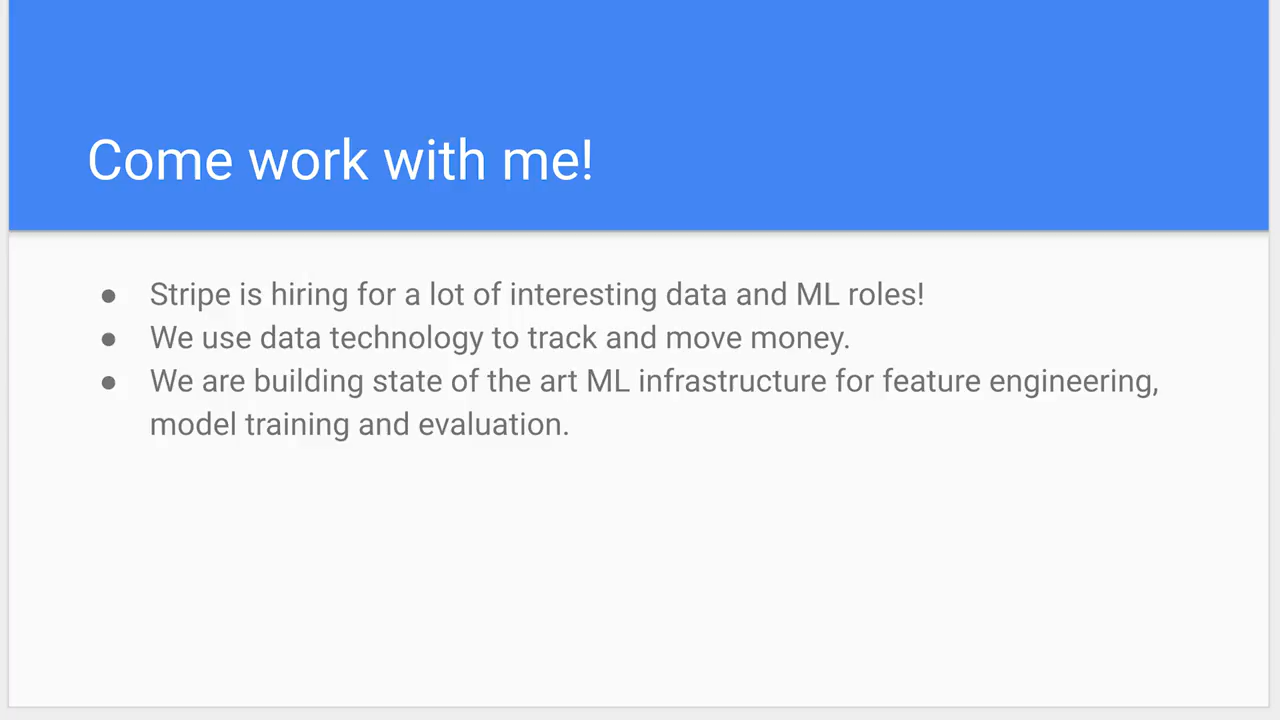 Come work with me!
● Stripe is hiring for a lot of interesting data and ML roles!
● We use data technology to track and move money.
● We are building state of the art ML infrastructure for feature engineering,
model training and evaluation.